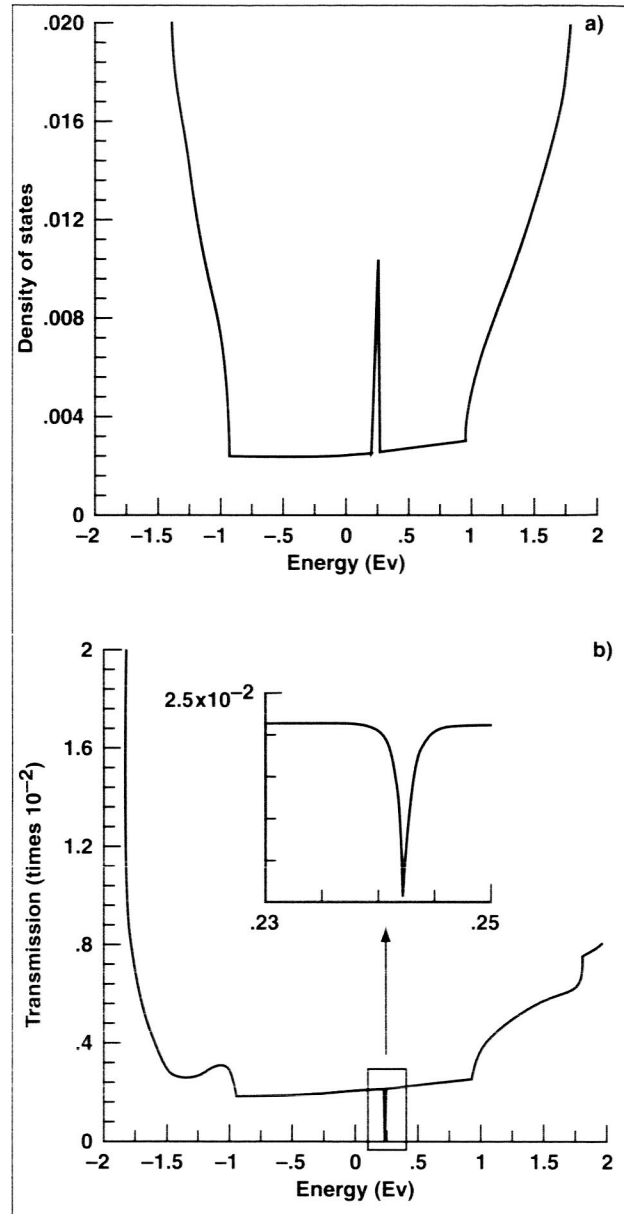 a)
.020
.016
.012
.008
.004
0
Density of states
–2 –1.5 –1 –.5 0 .5 1 1.5 2
Energy (Ev)
b)
2
1.6
1.2
.8
.4
0
Transmission (times 10⁻²)
2.5x10⁻²
.23 .25
–2 –1.5 –1 –.5 0 .5 1 1.5 2
Energy (Ev)